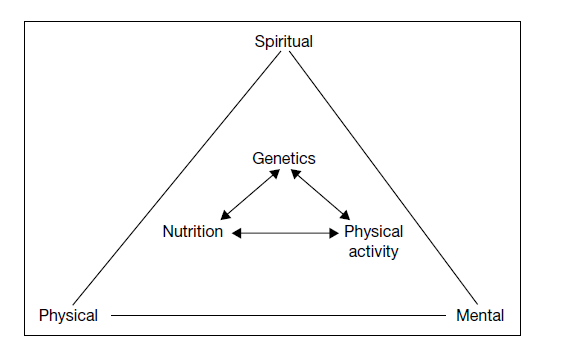 Spiritual
Genetics
Nutrition
Physical
activity
Physical
Mental